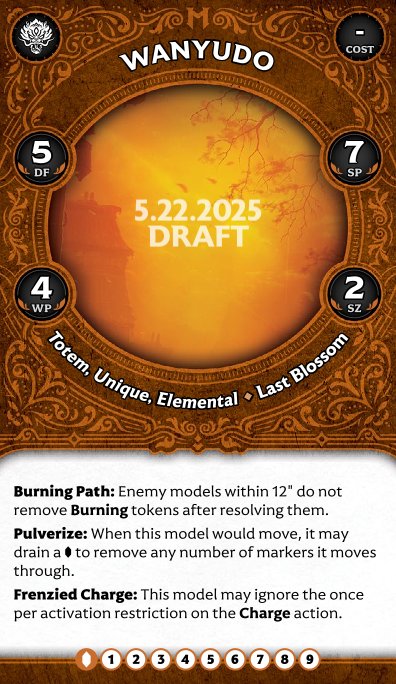 -
COST
WANYUDO
5
DF
7
SP
5.22.2025
DRAFT
4
WP
2
SZ
Totem, Unique, Elemental ◆ Last Blossom
Burning Path: Enemy models within 12" do not
remove Burning tokens after resolving them.
Pulverize: When this model would move, it may
drain a ⬮ to remove any number of markers it moves
through.
Frenzied Charge: This model may ignore the once
per activation restriction on the Charge action.
1 2 3 4 5 6 7 8 9